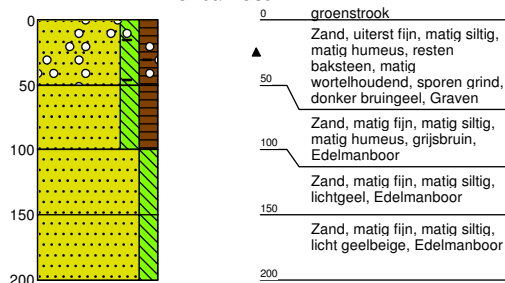 0
50
100
150
200
0
groenstrook
Zand, uiterst fijn, matig siltig,
matig humeus, resten
baksteen, matig
wortelhoudend, sporen grind,
donker bruingeel, Graven
50
Zand, matig fijn, matig siltig,
matig humeus, grijsbruin,
Edelmanboor
100
Zand, matig fijn, matig siltig,
lichtgeel, Edelmanboor
150
Zand, matig fijn, matig siltig,
licht geelbeige, Edelmanboor
200